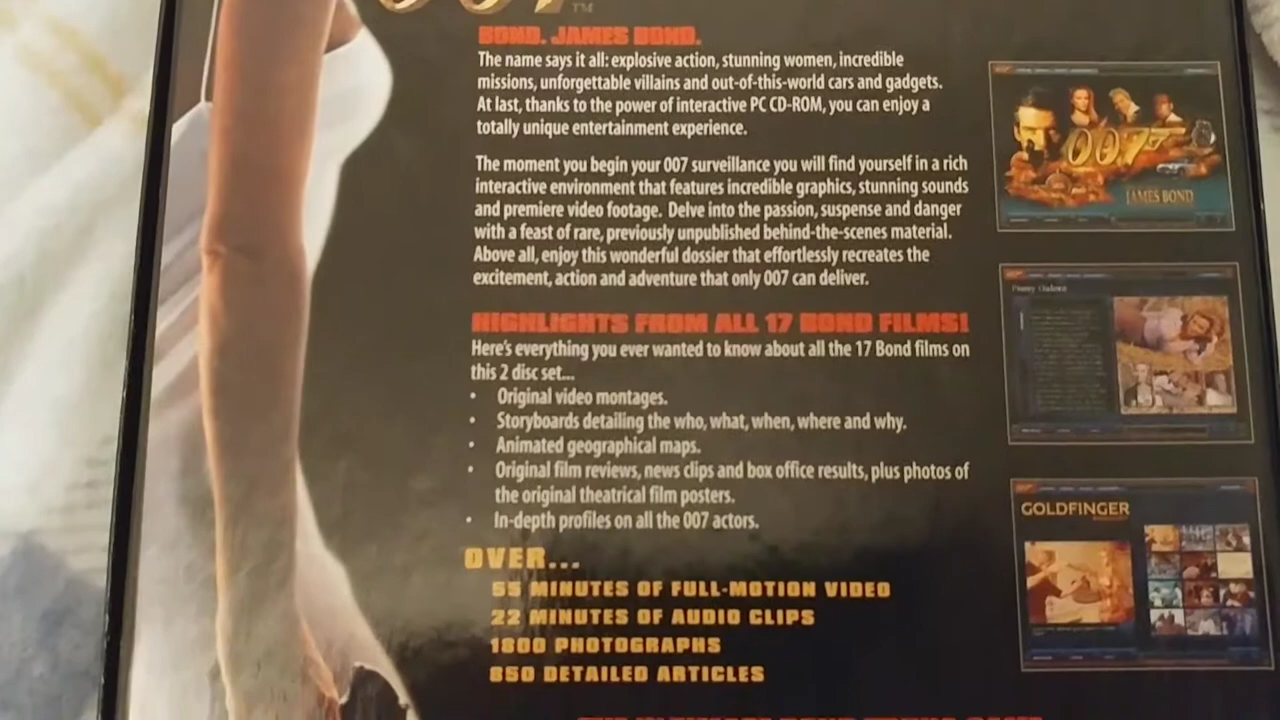 007 TM
BOND. JAMES BOND.
The name says it all: explosive action, stunning women, incredible
missions, unforgettable villains and out-of-this-world cars and gadgets.
At last, thanks to the power of interactive PC CD-ROM, you can enjoy a
totally unique entertainment experience.
The moment you begin your 007 surveillance you will find yourself in a rich
interactive environment that features incredible graphics, stunning sounds
and premiere video footage. Delve into the passion, suspense and danger
with a feast of rare, previously unpublished behind-the-scenes material.
Above all, enjoy this wonderful dossier that effortlessly recreates the
excitement, action and adventure that only 007 can deliver.
HIGHLIGHTS FROM ALL 17 BOND FILMS!
Here's everything you ever wanted to know about all the 17 Bond films on
this 2 disc set...
• Original video montages.
• Storyboards detailing the who, what, when, where and why.
• Animated geographical maps.
• Original film reviews, news clips and box office results, plus photos of
the original theatrical film posters.
• In-depth profiles on all the 007 actors.
OVER...
55 MINUTES OF FULL-MOTION VIDEO
22 MINUTES OF AUDIO CLIPS
1800 PHOTOGRAPHS
850 DETAILED ARTICLES
007
JAMES BOND
Pussy Galore
GOLDFINGER